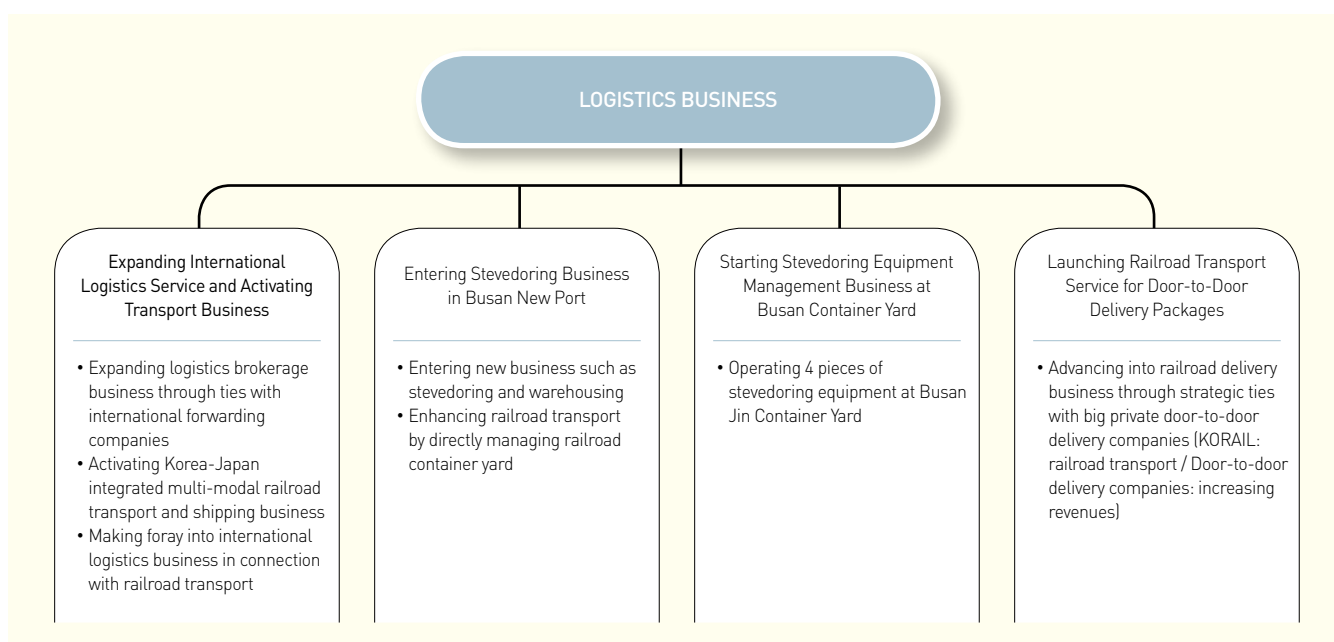 LOGISTICS BUSINESS
Expanding International
Logistics Service and Activating
Transport Business
• Expanding logistics brokerage
business through ties with
international forwarding
companies
• Activating Korea-Japan
integrated multi-modal railroad
transport and shipping business
• Making foray into international
logistics business in connection
with railroad transport
Entering Stevedoring Business
in Busan New Port
• Entering new business such as
stevedoring and warehousing
• Enhancing railroad transport
by directly managing railroad
container yard
Starting Stevedoring Equipment
Management Business at
Busan Container Yard
• Operating 4 pieces of
stevedoring equipment at Busan
Jin Container Yard
Launching Railroad Transport
Service for Door-to-Door
Delivery Packages
• Advancing into railroad delivery
business through strategic ties
with big private door-to-door
delivery companies (KORAIL:
railroad transport / Door-to-door
delivery companies: increasing
revenues)